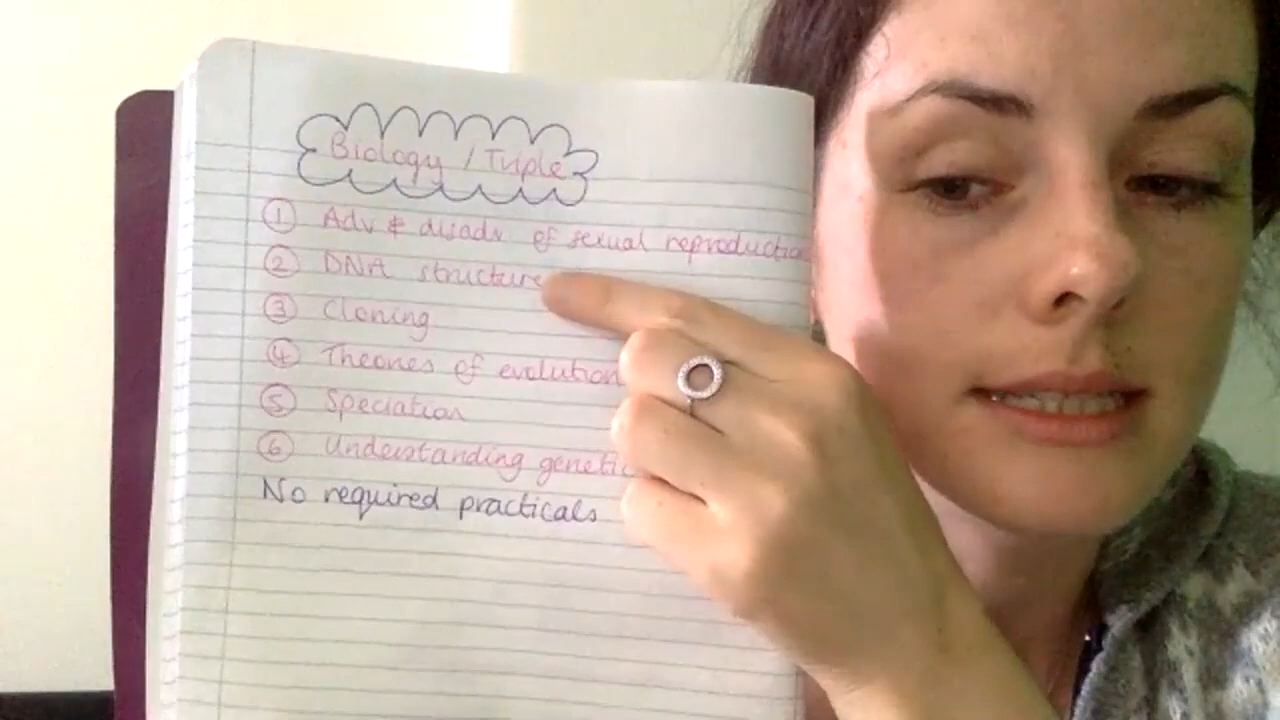 Biology / Triple
① Adv & disadv of sexual reproduction
② DNA structure
③ Cloning
④ Theories of evolution
⑤ Speciation
⑥ Understanding genetic
No required practicals